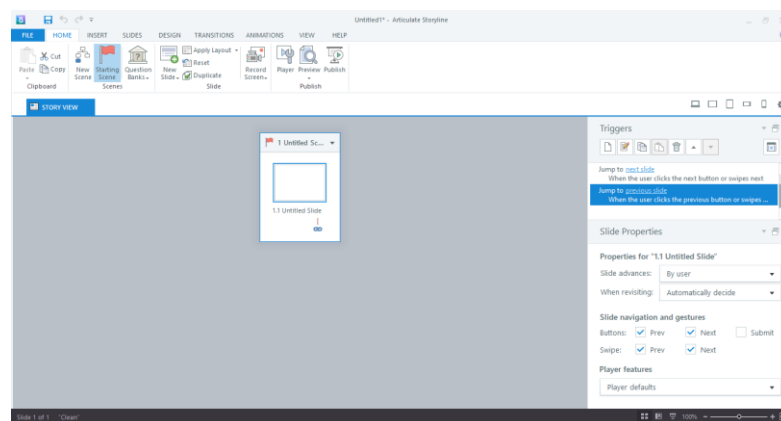 Untitled1* - Articulate Storyline
FILE HOME INSERT SLIDES DESIGN TRANSITIONS ANIMATIONS VIEW HELP
Paste Cut Copy
Clipboard
New Scene Starting Scene Question Banks
Scenes
New Slide Apply Layout Reset Duplicate
Slide
Record Screen
Player Preview Publish
Publish
STORY VIEW
1 Untitled Sc...
1.1 Untitled Slide
Triggers
Jump to next slide
When the user clicks the next button or swipes next
Jump to previous slide
When the user clicks the previous button or swipes ...
Slide Properties
Properties for "1.1 Untitled Slide"
Slide advances: By user
When revisiting: Automatically decide
Slide navigation and gestures
Buttons: Prev Next Submit
Swipe: Prev Next
Player features
Player defaults
Slide 1 of 1 "Clean" 100%